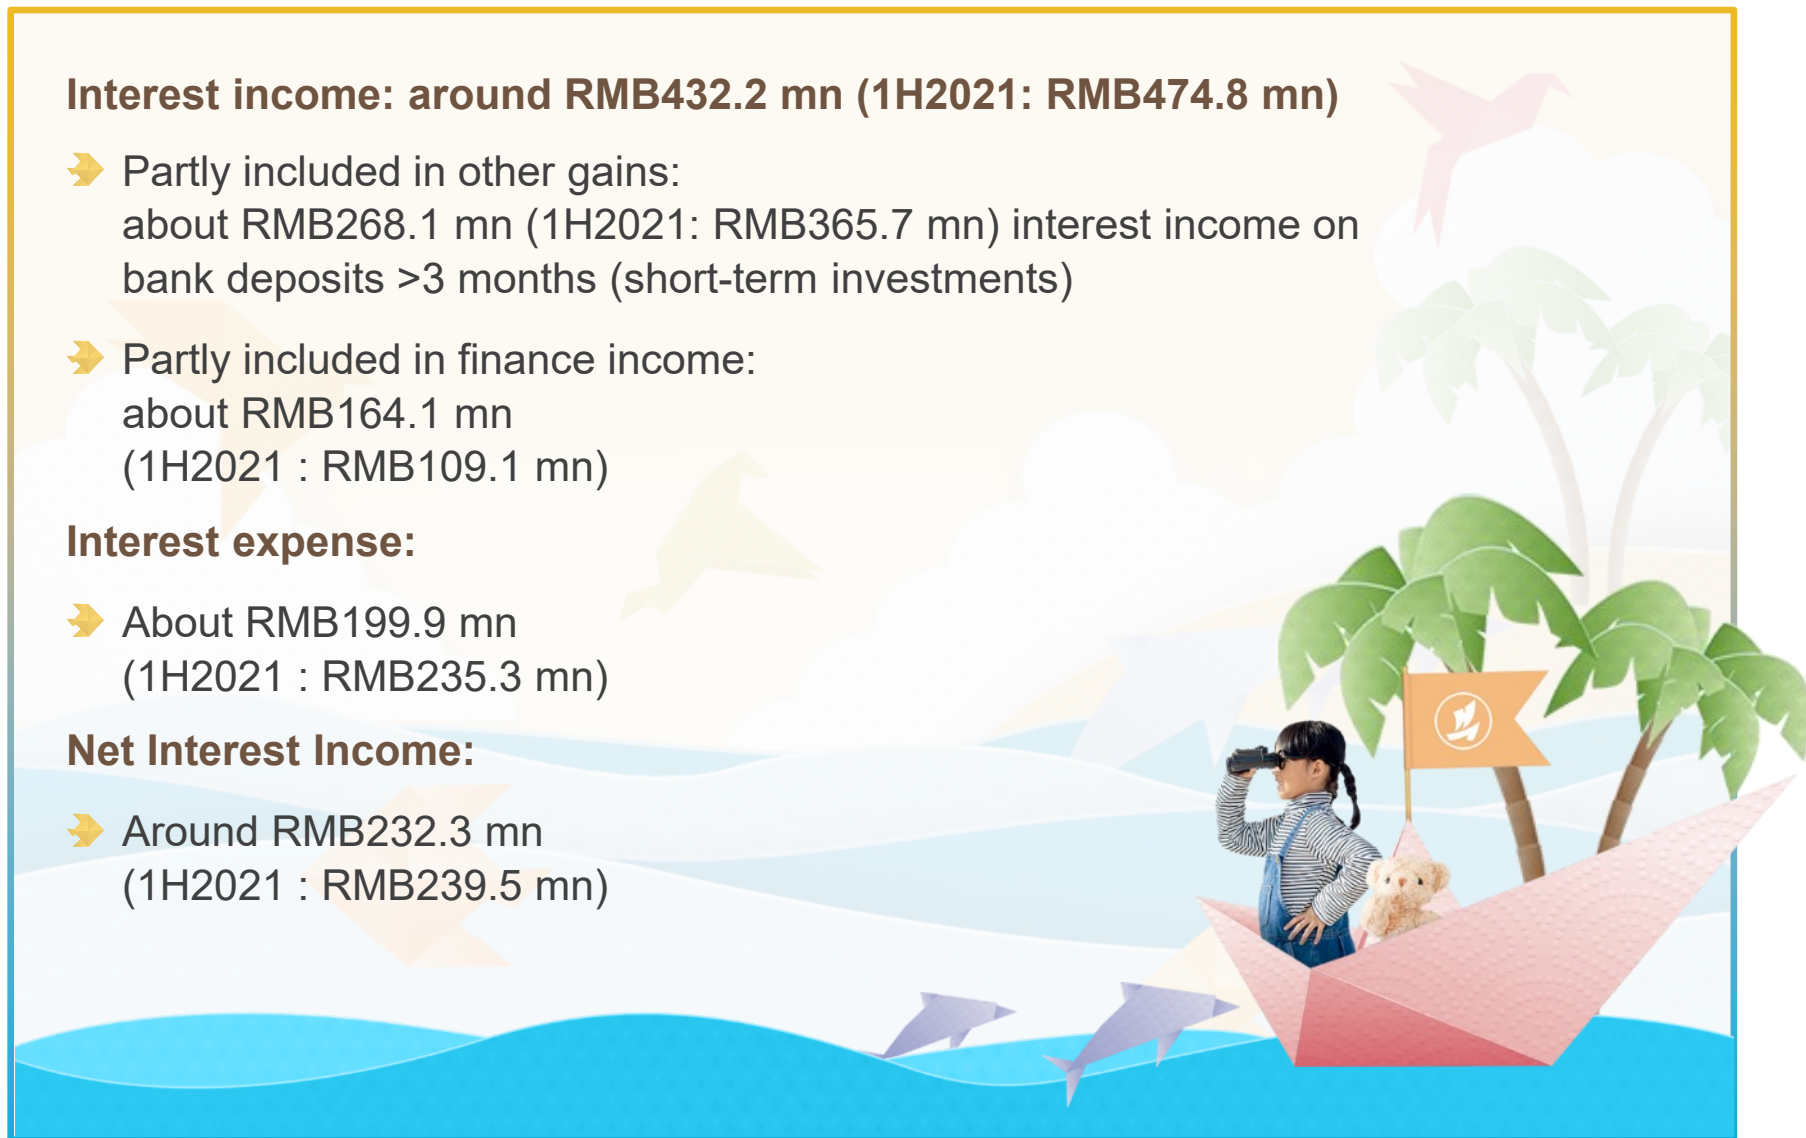 Interest income: around RMB432.2 mn (1H2021: RMB474.8 mn)
Partly included in other gains:
about RMB268.1 mn (1H2021: RMB365.7 mn) interest income on
bank deposits >3 months (short-term investments)
Partly included in finance income:
about RMB164.1 mn
(1H2021 : RMB109.1 mn)
Interest expense:
About RMB199.9 mn
(1H2021 : RMB235.3 mn)
Net Interest Income:
Around RMB232.3 mn
(1H2021 : RMB239.5 mn)